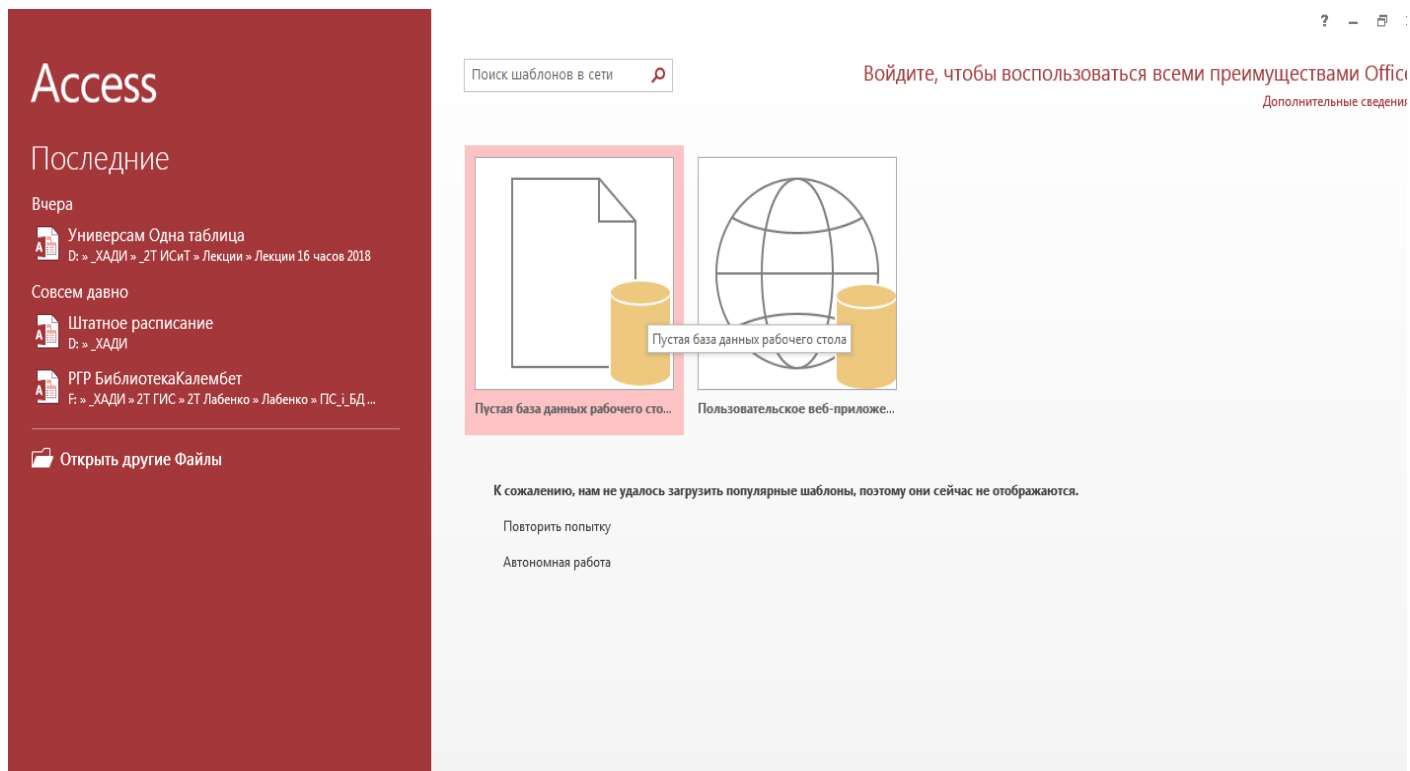 ?
Access
Поиск шаблонов в сети
Войдите, чтобы воспользоваться всеми преимуществами Office
Дополнительные сведения
Последние
Вчера
Универсам Одна таблица
D: » _ХАДИ » _2Т ИСиТ » Лекции » Лекции 16 часов 2018
Совсем давно
Штатное расписание
D: » _ХАДИ
РГР БиблиотекаКалембет
F: » _ХАДИ » 2Т ГИС » 2Т Лабенко » Лабенко » ПС_і_БД ...
Открыть другие Файлы
Пустая база данных рабочего стола
Пустая база данных рабочего сто...
Пользовательское веб-приложе...
К сожалению, нам не удалось загрузить популярные шаблоны, поэтому они сейчас не отображаются.
Повторить попытку
Автономная работа